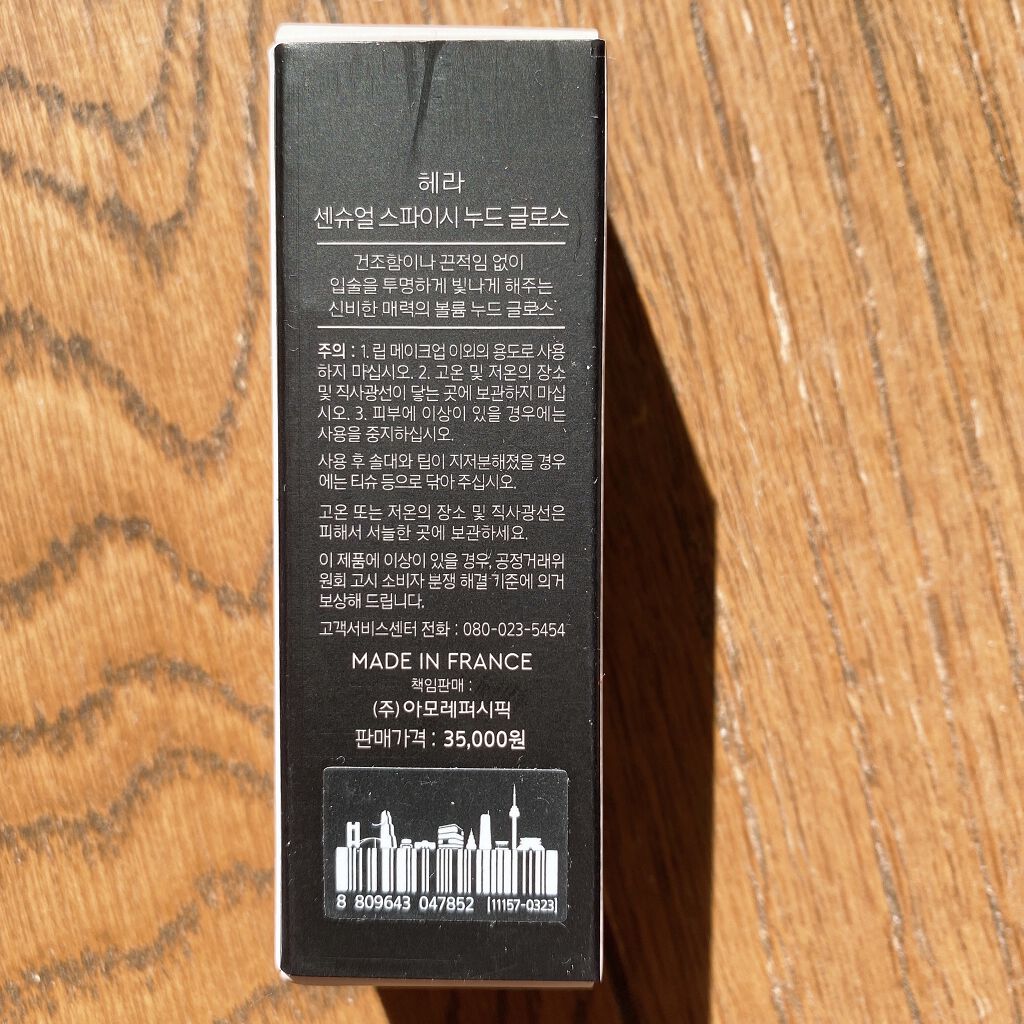 헤라
센슈얼 스파이시 누드 글로스
건조함이나 끈적임 없이
입술을 투명하게 빛나게 해주는
신비한 매력의 볼륨 누드 글로스
주의 : 1. 립 메이크업 이외의 용도로 사용
하지 마십시오. 2. 고온 및 저온의 장소
및 직사광선이 닿는 곳에 보관하지 마십
시오. 3. 피부에 이상이 있을 경우에는
사용을 중지하십시오.
사용 후 솔대와 팁이 지저분해졌을 경우
에는 티슈 등으로 닦아 주십시오.
고온 또는 저온의 장소 및 직사광선은
피해서 서늘한 곳에 보관하세요.
이 제품에 이상이 있을 경우, 공정거래위
원회 고시 소비자 분쟁 해결 기준에 의거
보상해 드립니다.
고객서비스센터 전화 : 080-023-5454
MADE IN FRANCE
책임판매 :
(주)아모레퍼시픽
판매가격 : 35,000원
8 809643 047852 [11157-0323]